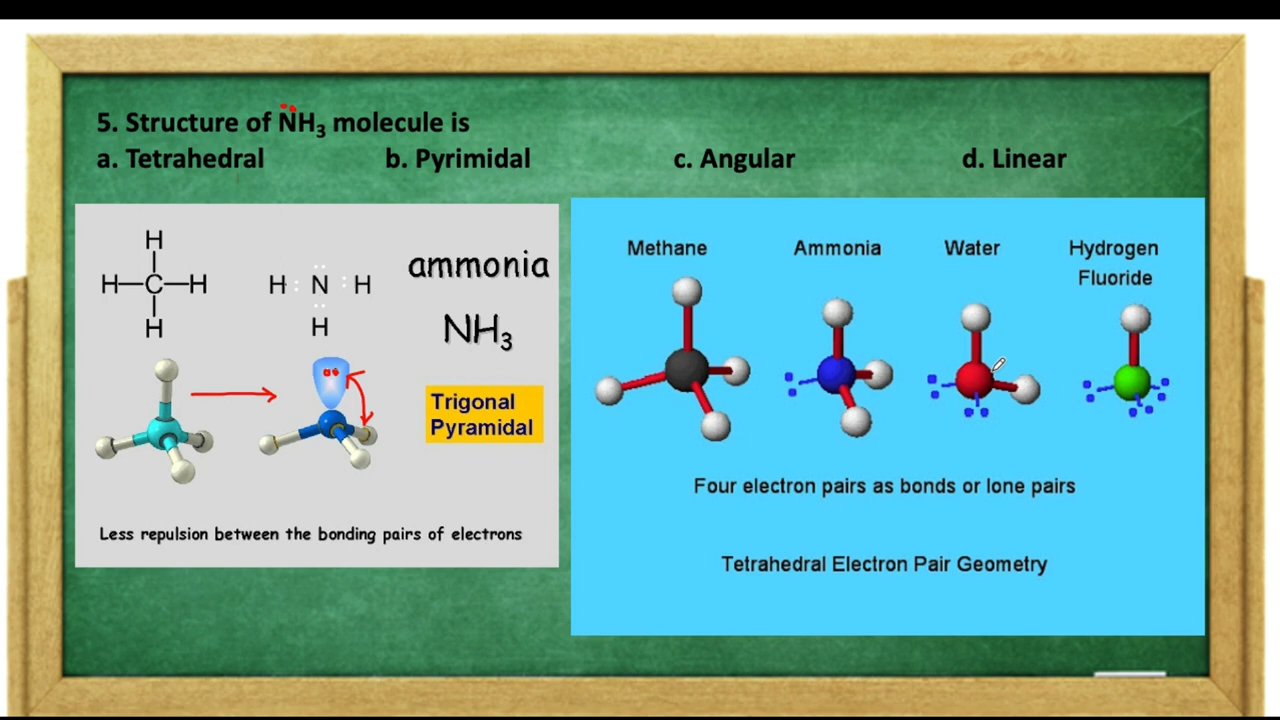 5. Structure of NH₃ molecule is
a. Tetrahedral b. Pyrimidal c. Angular d. Linear
H
H—C—H
H
H : N : H
H
ammonia
NH₃
Trigonal
Pyramidal
Less repulsion between the bonding pairs of electrons
Methane Ammonia Water Hydrogen
Fluoride
Four electron pairs as bonds or lone pairs
Tetrahedral Electron Pair Geometry